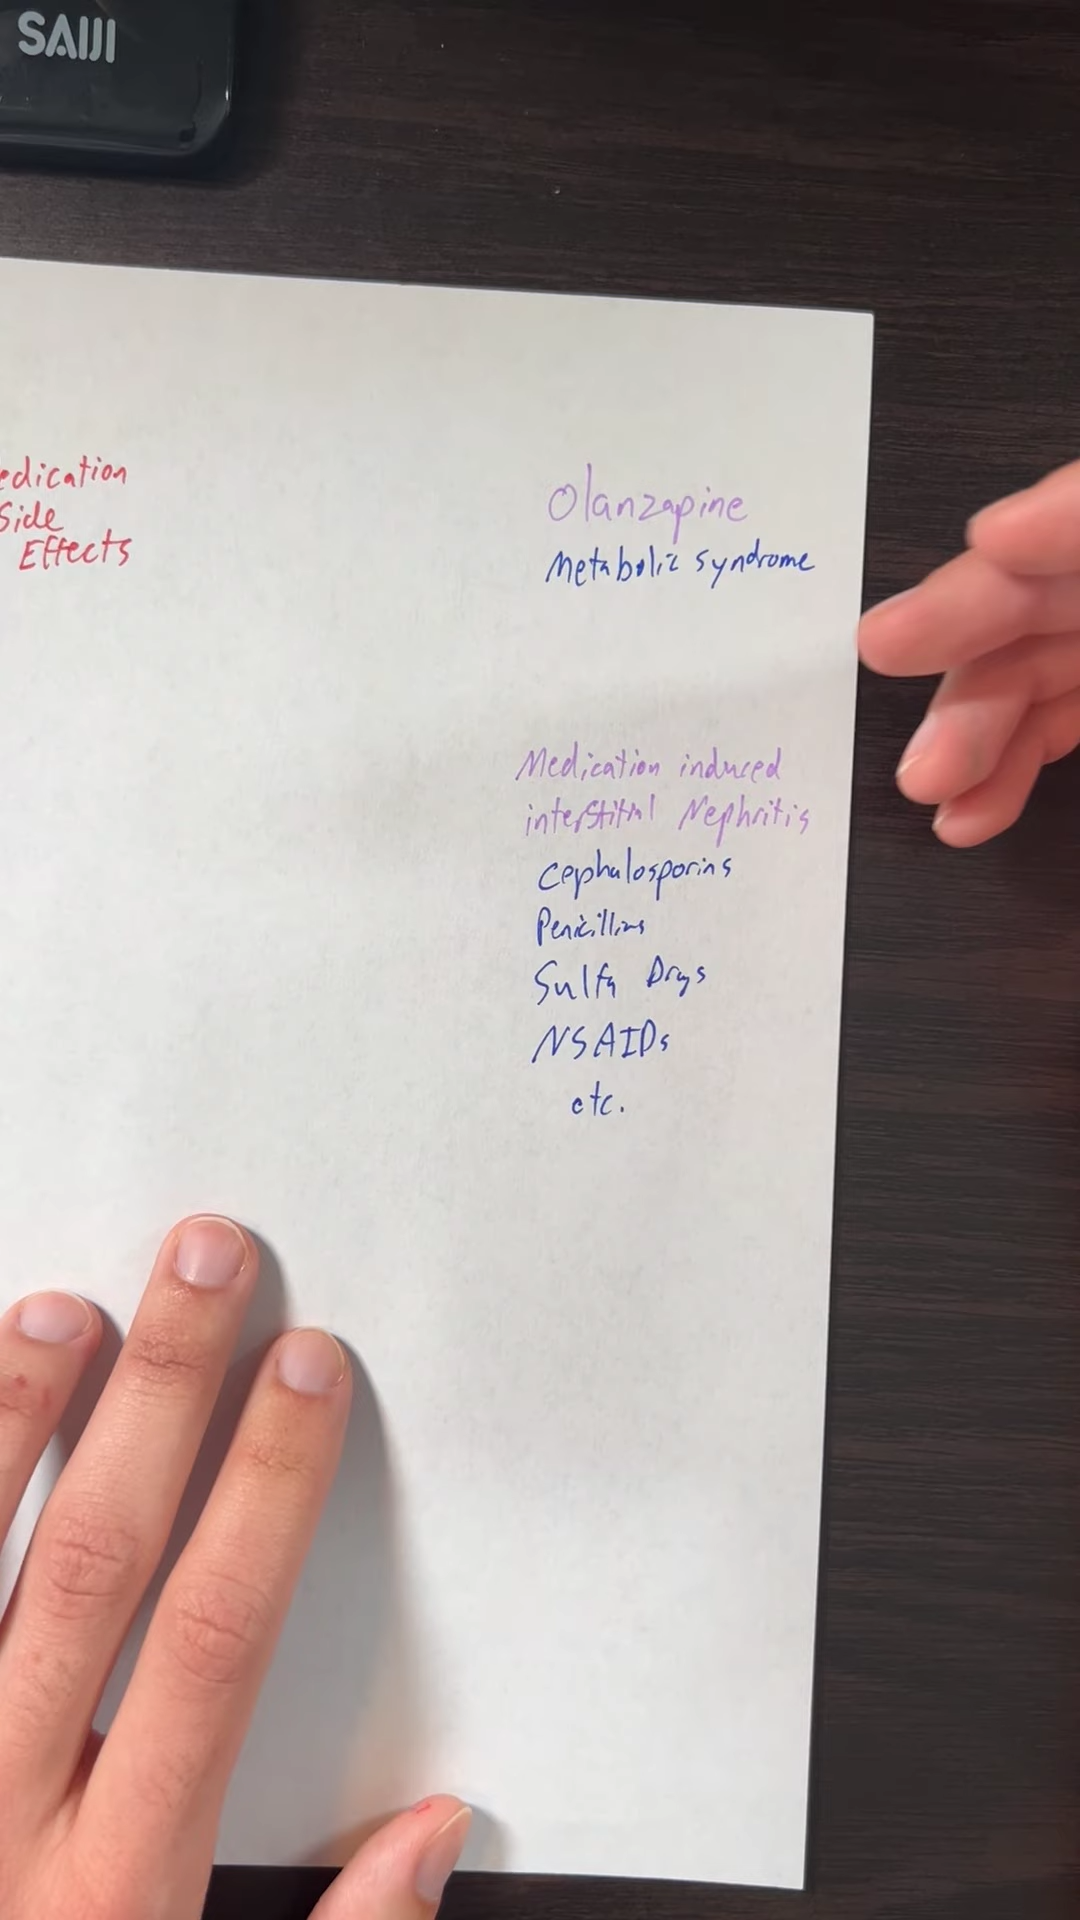 SAIJI
edication
Side
Effects
Olanzapine
Metabolic syndrome
Medication induced
interstitial Nephritis
Cephalosporins
Penicillins
Sulfa Drugs
NSAIDs
etc.